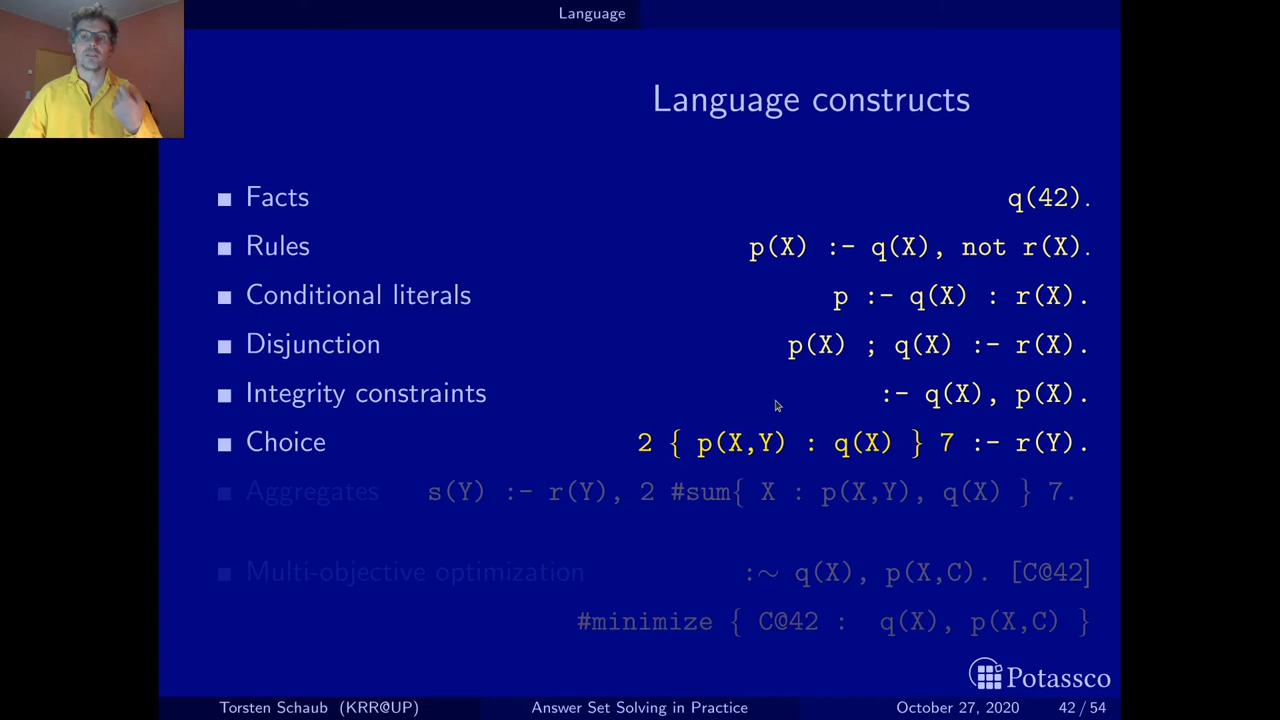 Language
Language constructs
■ Facts q(42).
■ Rules p(X) :- q(X), not r(X).
■ Conditional literals p :- q(X) : r(X).
■ Disjunction p(X) ; q(X) :- r(X).
■ Integrity constraints :- q(X), p(X).
■ Choice 2 { p(X,Y) : q(X) } 7 :- r(Y).
■ Aggregates s(Y) :- r(Y), 2 #sum{ X : p(X,Y), q(X) } 7.
■ Multi-objective optimization :∼ q(X), p(X,C). [C@42]
#minimize { C@42 : q(X), p(X,C) }
Potassco
Torsten Schaub (KRR@UP) Answer Set Solving in Practice October 27, 2020 42 / 54